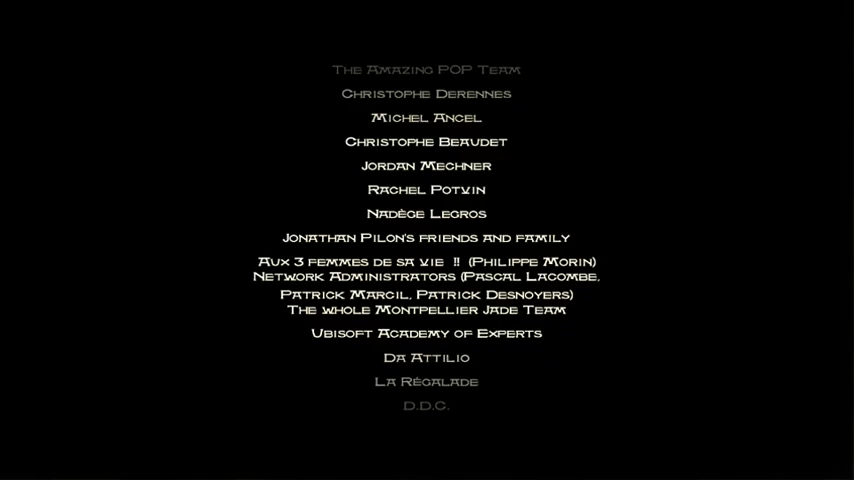 The Amazing POP Team
Christophe Derennes
Michel Ancel
Christophe Beaudet
Jordan Mechner
Rachel Potvin
Nadège Legros
Jonathan Pilon's friends and family
Aux 3 femmes de sa vie !! (Philippe Morin)
Network Administrators (Pascal Lacombe,
Patrick Marcil, Patrick Desnoyers)
The whole Montpellier Jade Team
Ubisoft Academy of Experts
Da Attilio
La Régalade
D.D.C.